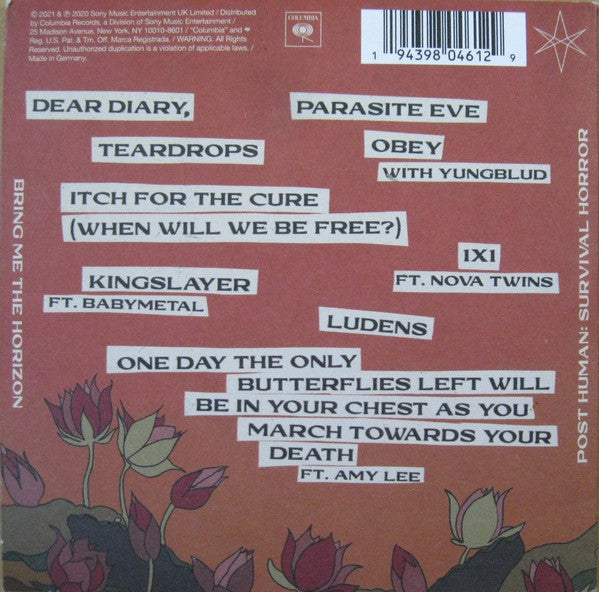 © 2021 & ℗ 2020 Sony Music Entertainment UK Limited / Distributed
by Columbia Records, a Division of Sony Music Entertainment /
25 Madison Avenue, New York, NY 10010-8601 / "Columbia" and
Reg. U.S. Pat. & Tm. Off. Marca Registrada. / WARNING: All Rights
Reserved. Unauthorized duplication is a violation of applicable laws. /
Made in Germany.
COLUMBIA
1 94398 04612 9
DEAR DIARY,
PARASITE EVE
TEARDROPS
OBEY
WITH YUNGBLUD
ITCH FOR THE CURE
(WHEN WILL WE BE FREE?)
1X1
FT. NOVA TWINS
KINGSLAYER
FT. BABYMETAL
LUDENS
ONE DAY THE ONLY
BUTTERFLIES LEFT WILL
BE IN YOUR CHEST AS YOU
MARCH TOWARDS YOUR
DEATH
FT. AMY LEE
BRING ME THE HORIZON
POST HUMAN: SURVIVAL HORROR